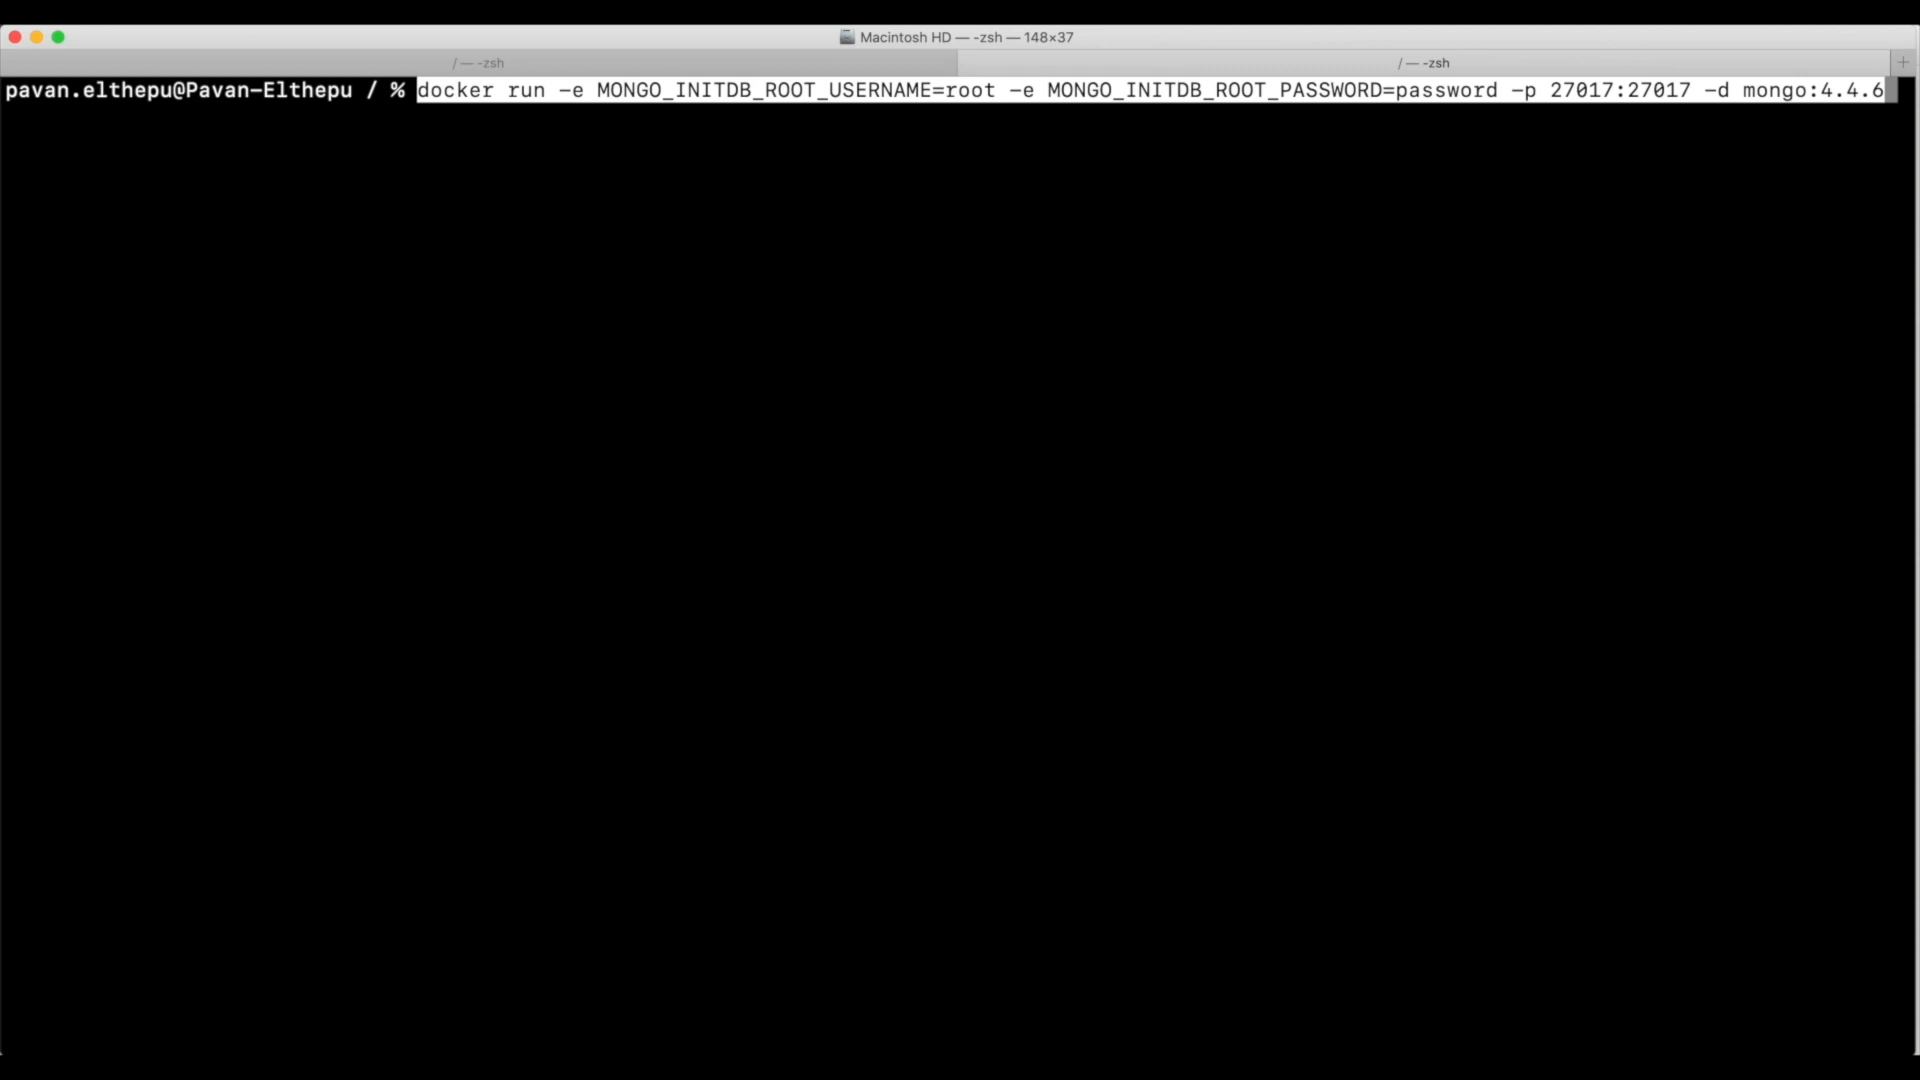 Macintosh HD — -zsh — 148×37
/ — -zsh
/ — -zsh
+
pavan.elthepu@Pavan-Elthepu / % docker run -e MONGO_INITDB_ROOT_USERNAME=root -e MONGO_INITDB_ROOT_PASSWORD=password -p 27017:27017 -d mongo:4.4.6